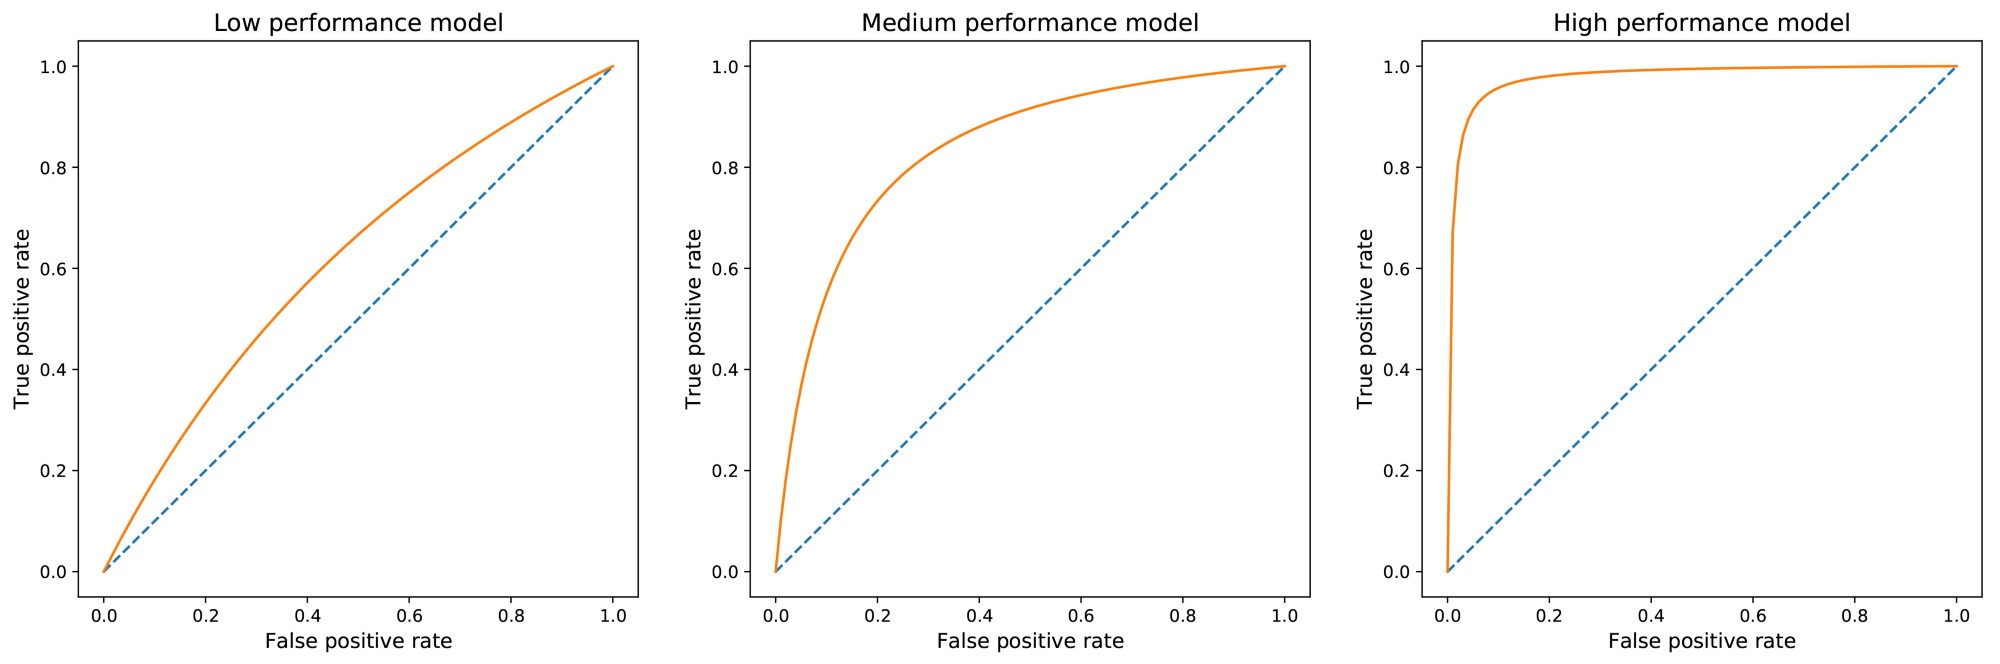 Low performance model
1.0
0.8
0.6
0.4
0.2
0.0
True positive rate
0.0 0.2 0.4 0.6 0.8 1.0
False positive rate
Medium performance model
1.0
0.8
0.6
0.4
0.2
0.0
True positive rate
0.0 0.2 0.4 0.6 0.8 1.0
False positive rate
High performance model
1.0
0.8
0.6
0.4
0.2
0.0
True positive rate
0.0 0.2 0.4 0.6 0.8 1.0
False positive rate